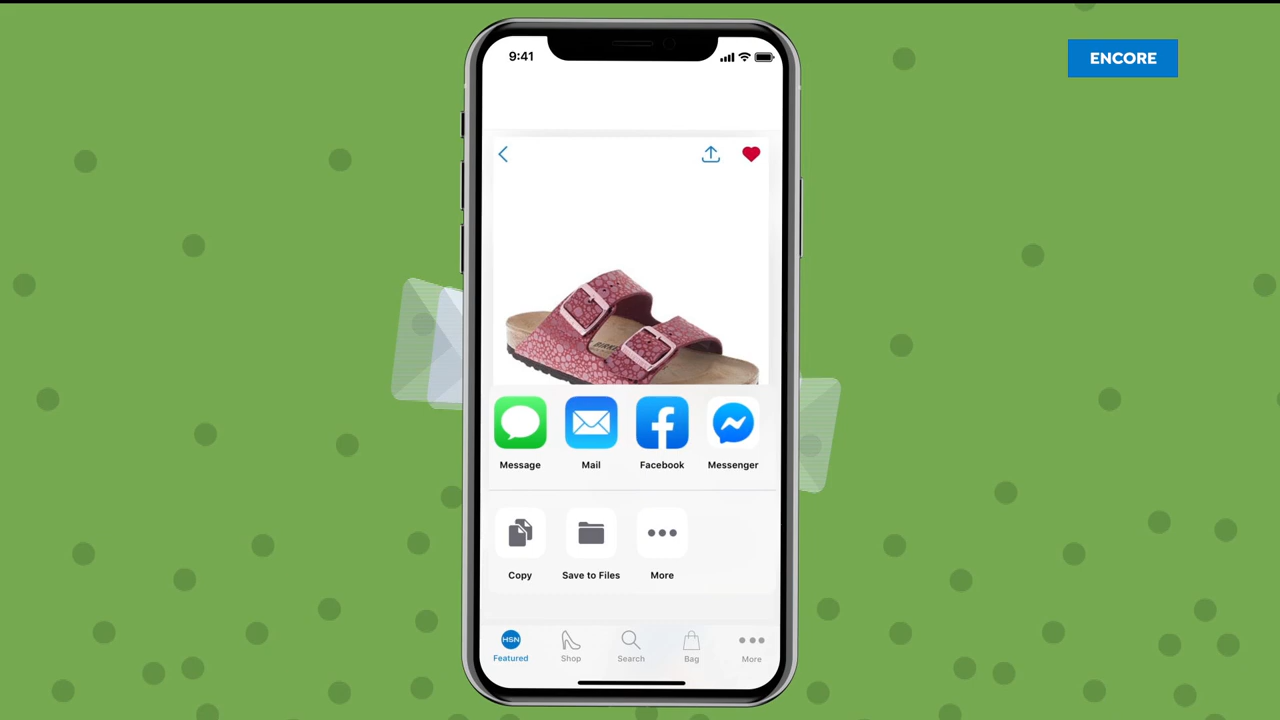 9:41
ENCORE
Message
Mail
Facebook
Messenger
Copy
Save to Files
More
HSN
Featured
Shop
Search
Bag
More